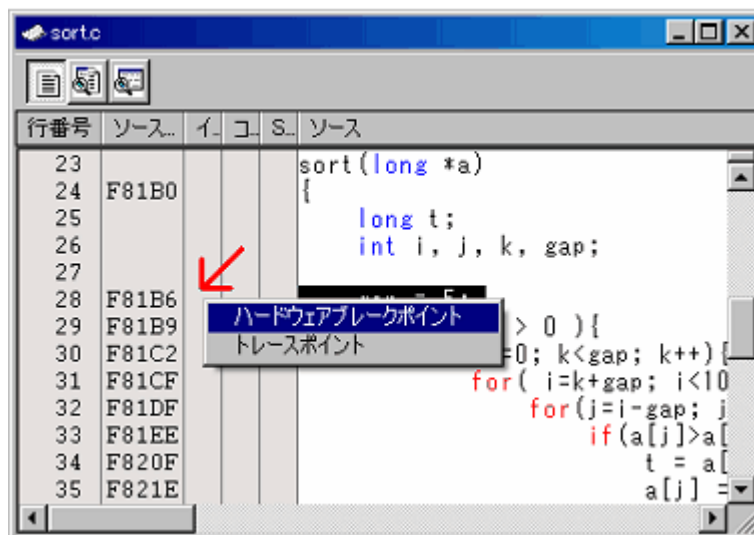 sort.c
行番号 ソース... イ... コ... S... ソース
23 sort(long *a)
24 F81B0 {
25 long t;
26 int i, j, k, gap;
27
28 F81B6
ハードウェアブレークポイント
29 F81B9 > 0 ){
トレースポイント
30 F81C2 =0; k<gap; k++){
31 F81CF for( i=k+gap; i<10
32 F81DF for(j=i-gap; j
33 F81EE if(a[j]>a[
34 F820F t = a[
35 F821E a[j] =